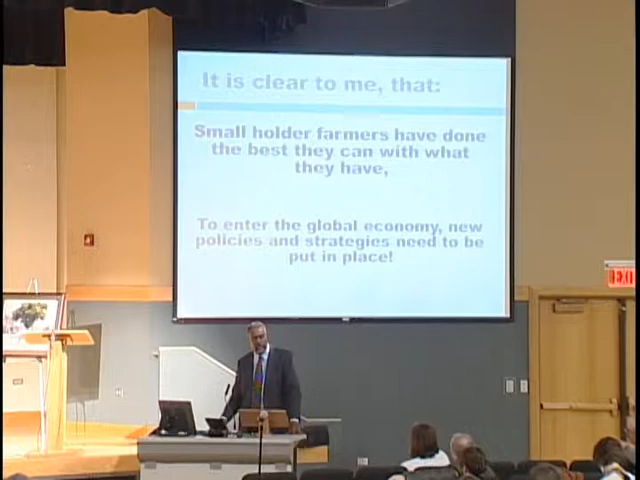 It is clear to me, that:
Small holder farmers have done
the best they can with what
they have,
To enter the global economy, new
policies and strategies need to be
put in place!
EXIT